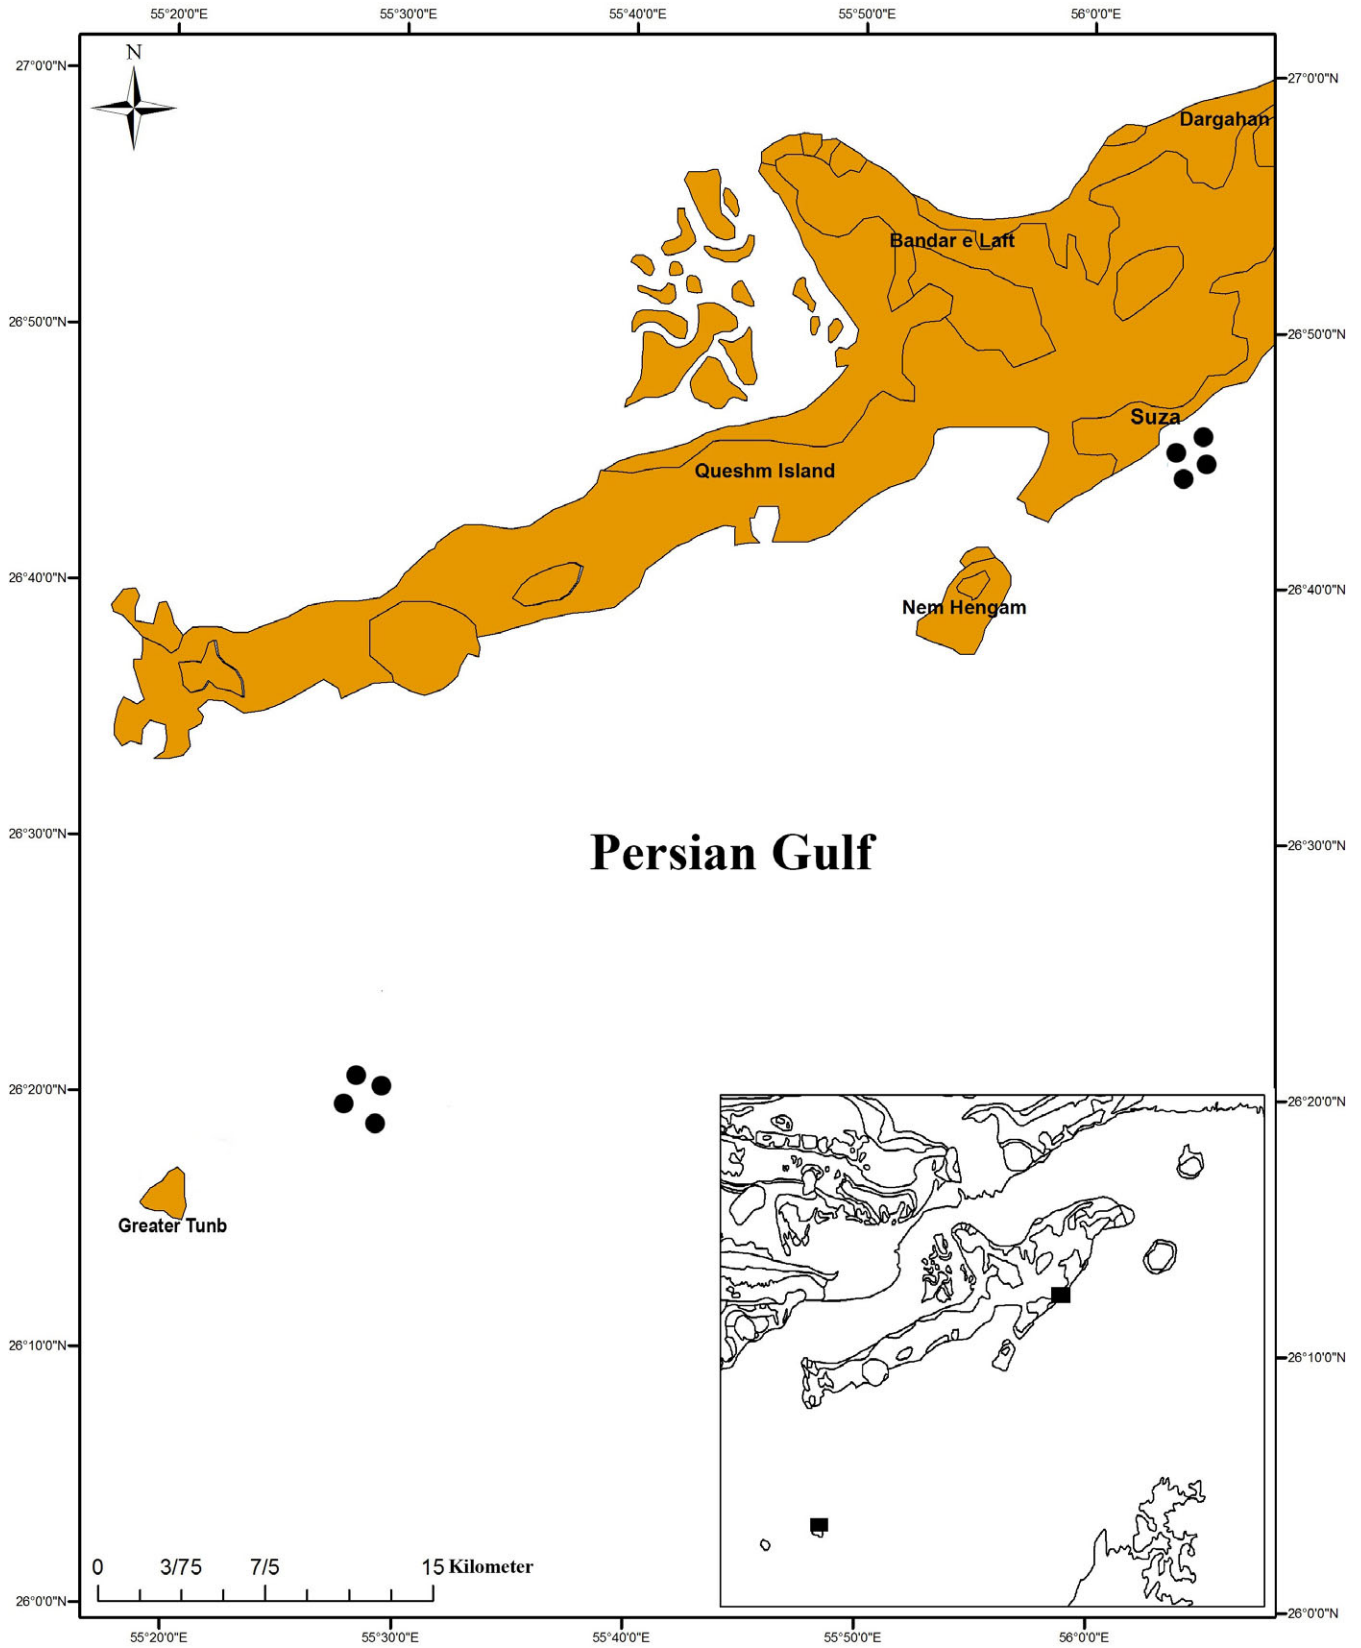 55°20'0"E 55°30'0"E 55°40'0"E 55°50'0"E 56°0'0"E
N
27°0'0"N 27°0'0"N
Dargahan
Bandar e Laft
26°50'0"N 26°50'0"N
Suza
Queshm Island
26°40'0"N 26°40'0"N
Nem Hengam
26°30'0"N 26°30'0"N
Persian Gulf
26°20'0"N 26°20'0"N
Greater Tunb
26°10'0"N 26°10'0"N
0 3/75 7/5 15 Kilometer
26°0'0"N 26°0'0"N
55°20'0"E 55°30'0"E 55°40'0"E 55°50'0"E 56°0'0"E